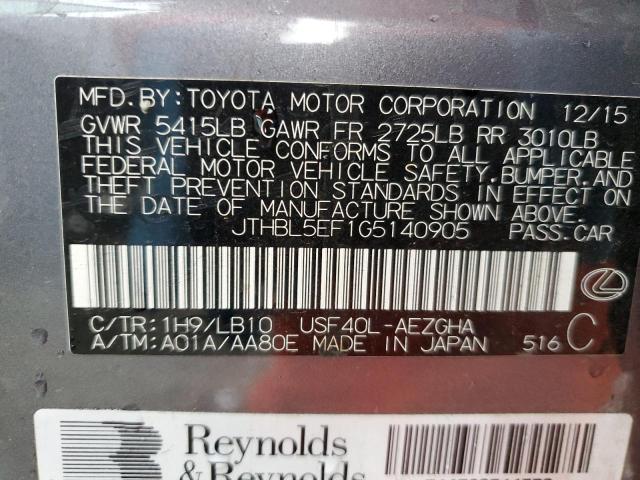 MFD.BY:TOYOTA MOTOR CORPORATION 12/15
GVWR 5415LB GAWR FR 2725LB RR 3010LB
THIS VEHICLE CONFORMS TO ALL APPLICABLE
FEDERAL MOTOR VEHICLE SAFETY,BUMPER,AND
THEFT PREVENTION STANDARDS IN EFFECT ON
THE DATE OF MANUFACTURE SHOWN ABOVE.
JTHBL5EF1G5140905 PASS.CAR
C/TR:1H9/LB10 USF40L-AEZGHA
A/TM:A01A/AA80E MADE IN JAPAN 516 C
Reynolds
& Reynolds